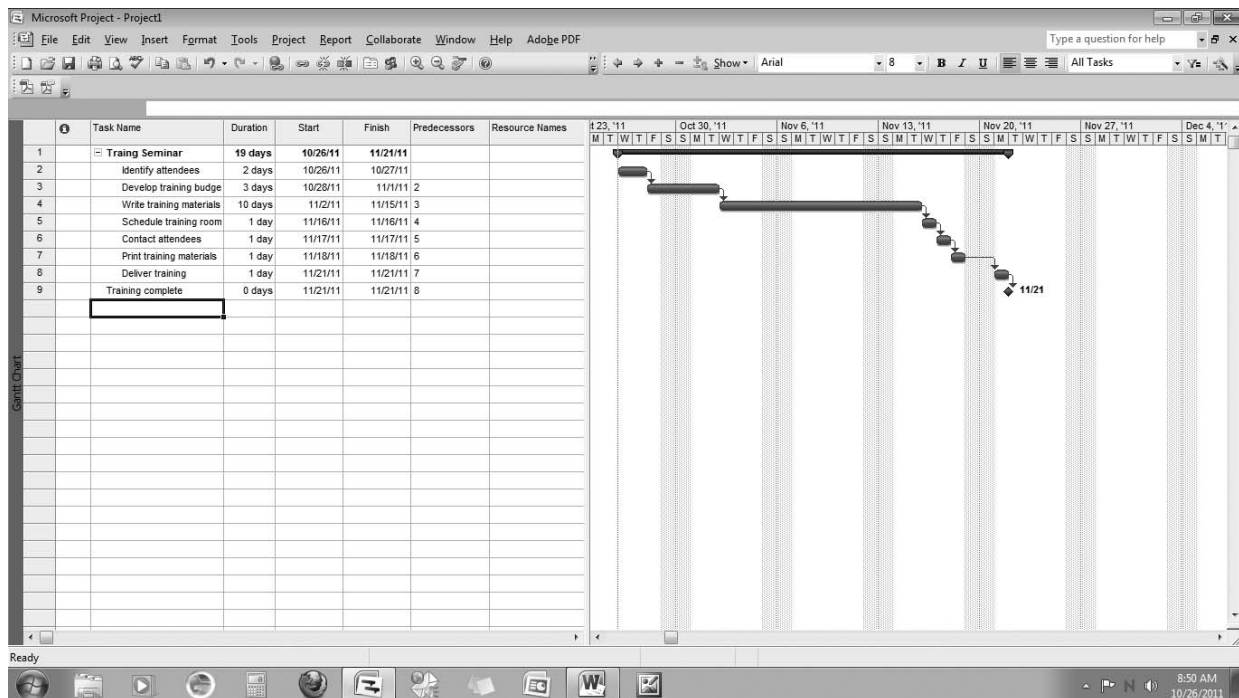 Microsoft Project - Project1
File Edit View Insert Format Tools Project Report Collaborate Window Help Adobe PDF
Type a question for help
Show Arial 8 B I U All Tasks
Task Name Duration Start Finish Predecessors Resource Names
t 23, '11 Oct 30, '11 Nov 6, '11 Nov 13, '11 Nov 20, '11 Nov 27, '11 Dec 4, '1
M T W T F S S M T W T F S S M T W T F S S M T W T F S S M T W T F S S M T W T F S S M T
1 Traing Seminar 19 days 10/26/11 11/21/11
2 Identify attendees 2 days 10/26/11 10/27/11
3 Develop training budge 3 days 10/28/11 11/1/11 2
4 Write training materials 10 days 11/2/11 11/15/11 3
5 Schedule training room 1 day 11/16/11 11/16/11 4
6 Contact attendees 1 day 11/17/11 11/17/11 5
7 Print training materials 1 day 11/18/11 11/18/11 6
8 Deliver training 1 day 11/21/11 11/21/11 7
9 Training complete 0 days 11/21/11 11/21/11 8
11/21
Gantt Chart
Ready
8:50 AM
10/26/2011